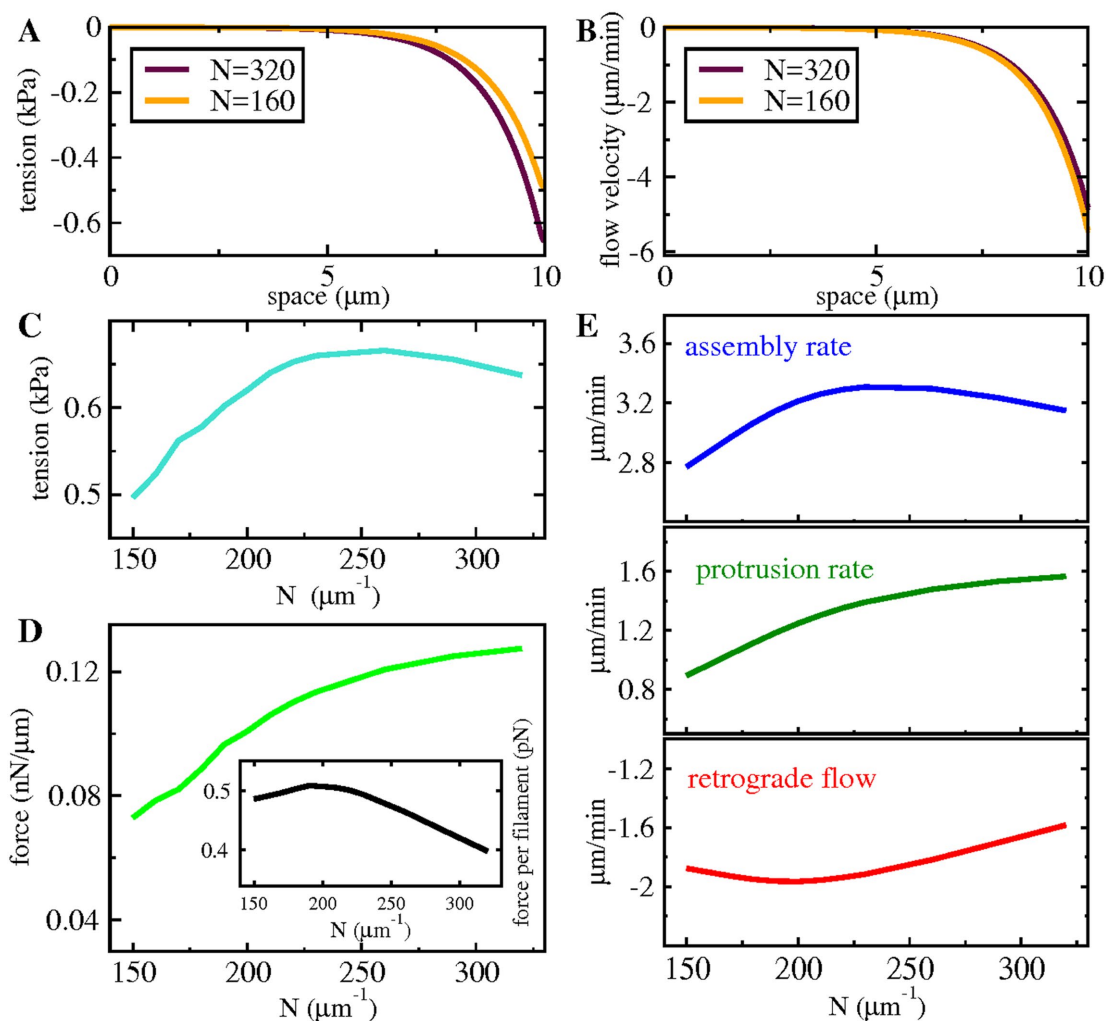 A
0
-0.2
-0.4
-0.6
tension (kPa)
N=320
N=160
0
5
10
space (μm)
B
0
-2
-4
-6
flow velocity (μm/min)
N=320
N=160
0
5
10
space (μm)
C
0.6
0.5
tension (kPa)
150
200
250
300
N (μm⁻¹)
D
0.12
0.08
0.04
force (nN/μm)
0.5
0.4
force per filament (pN)
150
200
250
300
N (μm⁻¹)
150
200
250
300
N (μm⁻¹)
E
assembly rate
3.6
3.2
2.8
μm/min
protrusion rate
1.6
1.2
0.8
μm/min
retrograde flow
-1.2
-1.6
-2
μm/min
150
200
250
300
N (μm⁻¹)